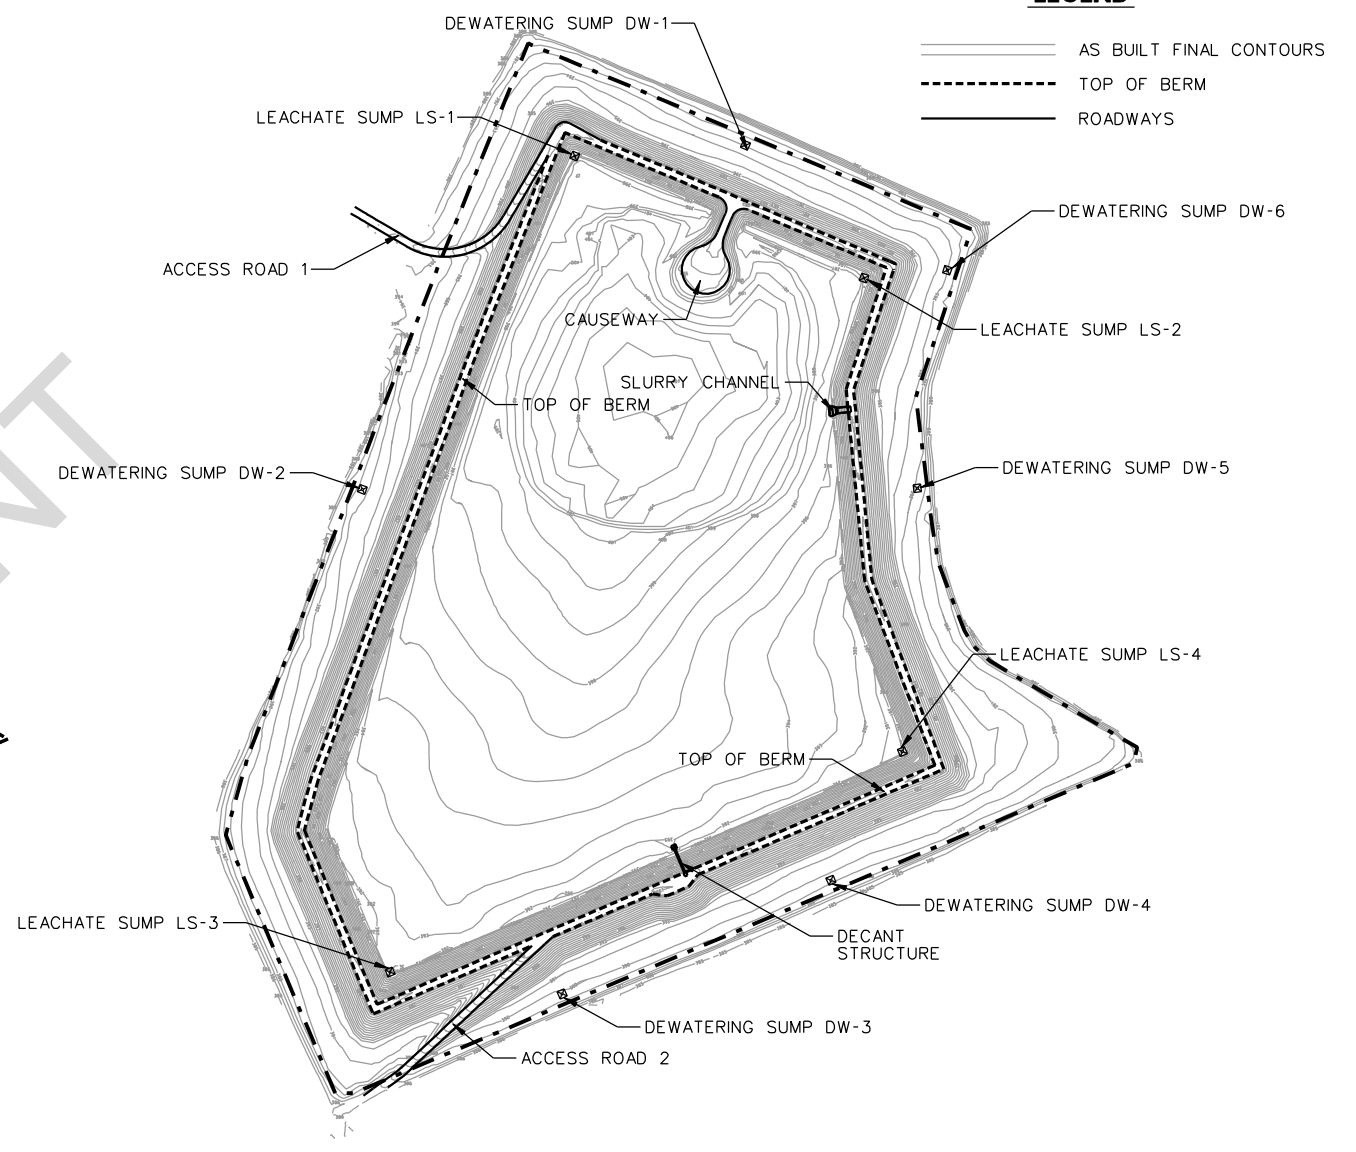 LEGEND
DEWATERING SUMP DW-1
AS BUILT FINAL CONTOURS
TOP OF BERM
LEACHATE SUMP LS-1
ROADWAYS
DEWATERING SUMP DW-6
ACCESS ROAD 1
CAUSEWAY
LEACHATE SUMP LS-2
SLURRY CHANNEL
TOP OF BERM
DEWATERING SUMP DW-2
DEWATERING SUMP DW-5
NT
LEACHATE SUMP LS-4
TOP OF BERM
DEWATERING SUMP DW-4
LEACHATE SUMP LS-3
DECANT
STRUCTURE
DEWATERING SUMP DW-3
ACCESS ROAD 2